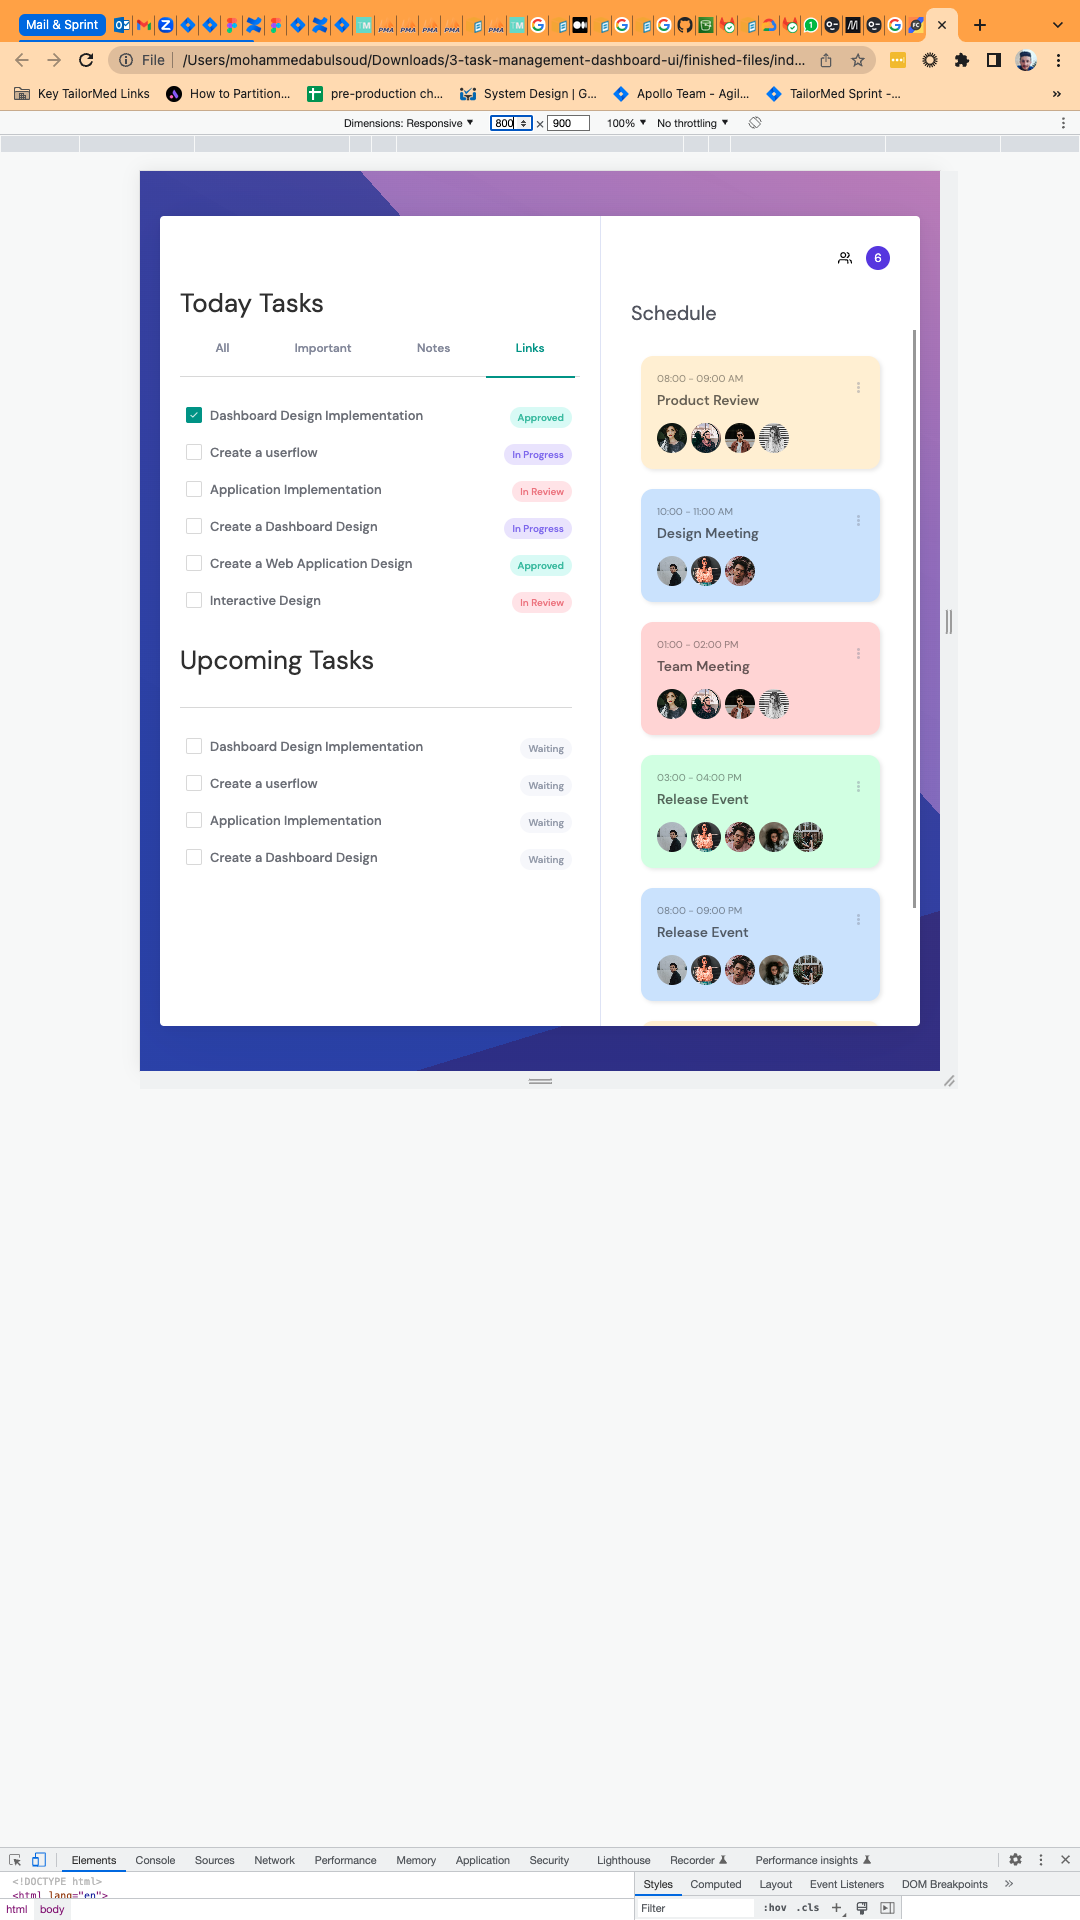 Mail & Sprint
File /Users/mohammedabulsoud/Downloads/3-task-management-dashboard-ui/finished-files/ind...
Key TailorMed Links How to Partition... pre-production ch... System Design | G... Apollo Team - Agil... TailorMed Sprint -... »
Dimensions: Responsive 800 × 900 100% No throttling
6
Today Tasks
All Important Notes Links
Dashboard Design Implementation Approved
Create a userflow In Progress
Application Implementation In Review
Create a Dashboard Design In Progress
Create a Web Application Design Approved
Interactive Design In Review
Upcoming Tasks
Dashboard Design Implementation Waiting
Create a userflow Waiting
Application Implementation Waiting
Create a Dashboard Design Waiting
Schedule
08:00 - 09:00 AM
Product Review
10:00 - 11:00 AM
Design Meeting
01:00 - 02:00 PM
Team Meeting
03:00 - 04:00 PM
Release Event
08:00 - 09:00 PM
Release Event
Elements Console Sources Network Performance Memory Application Security Lighthouse Recorder Performance insights
<!DOCTYPE html>
<html lang="en">
html body
Styles Computed Layout Event Listeners DOM Breakpoints »
Filter :hov .cls +